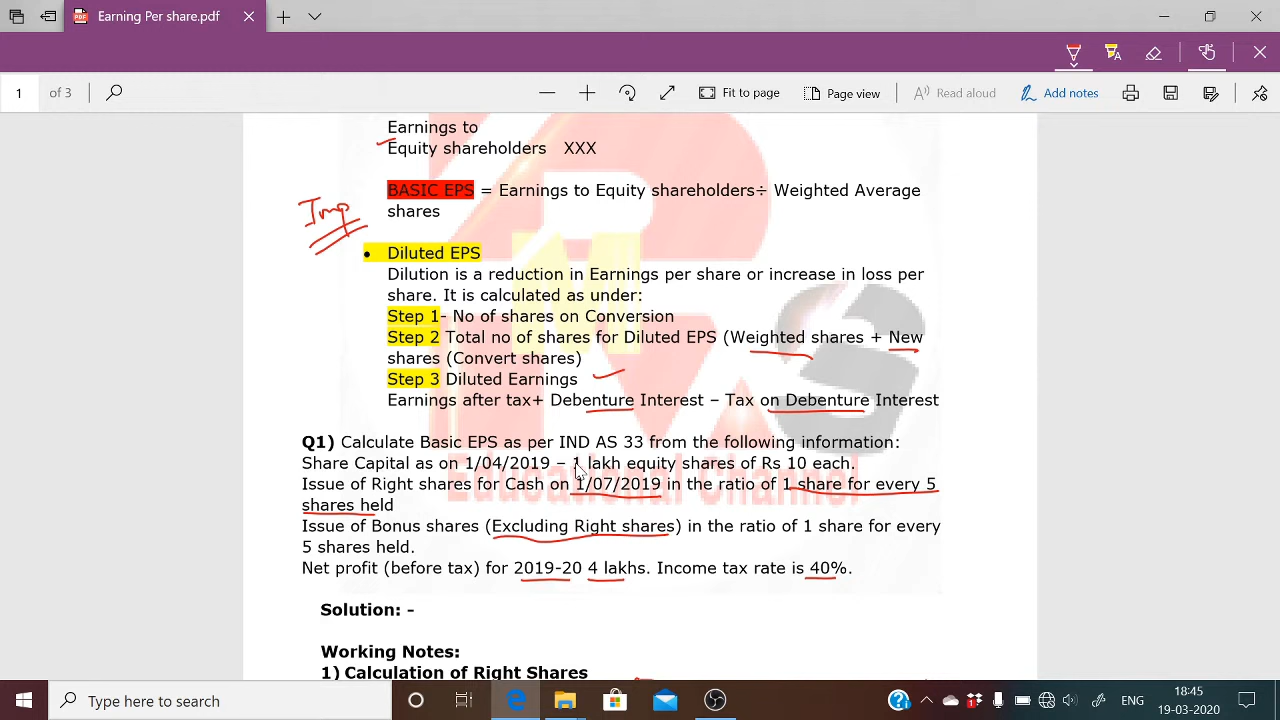 Earning Per share.pdf
1 of 3 Fit to page Page view Read aloud Add notes
Earnings to
Equity shareholders XXX
BASIC EPS = Earnings to Equity shareholders÷ Weighted Average
shares
Imp
• Diluted EPS
Dilution is a reduction in Earnings per share or increase in loss per
share. It is calculated as under:
Step 1- No of shares on Conversion
Step 2 Total no of shares for Diluted EPS (Weighted shares + New
shares (Convert shares)
Step 3 Diluted Earnings
Earnings after tax+ Debenture Interest – Tax on Debenture Interest
Q1) Calculate Basic EPS as per IND AS 33 from the following information:
Share Capital as on 1/04/2019 – 1 lakh equity shares of Rs 10 each.
Issue of Right shares for Cash on 1/07/2019 in the ratio of 1 share for every 5
shares held
Issue of Bonus shares (Excluding Right shares) in the ratio of 1 share for every
5 shares held.
Net profit (before tax) for 2019-20 4 lakhs. Income tax rate is 40%.
Educational Channel
Solution: -
Working Notes:
1) Calculation of Right Shares
Type here to search
ENG
18:45
19-03-2020